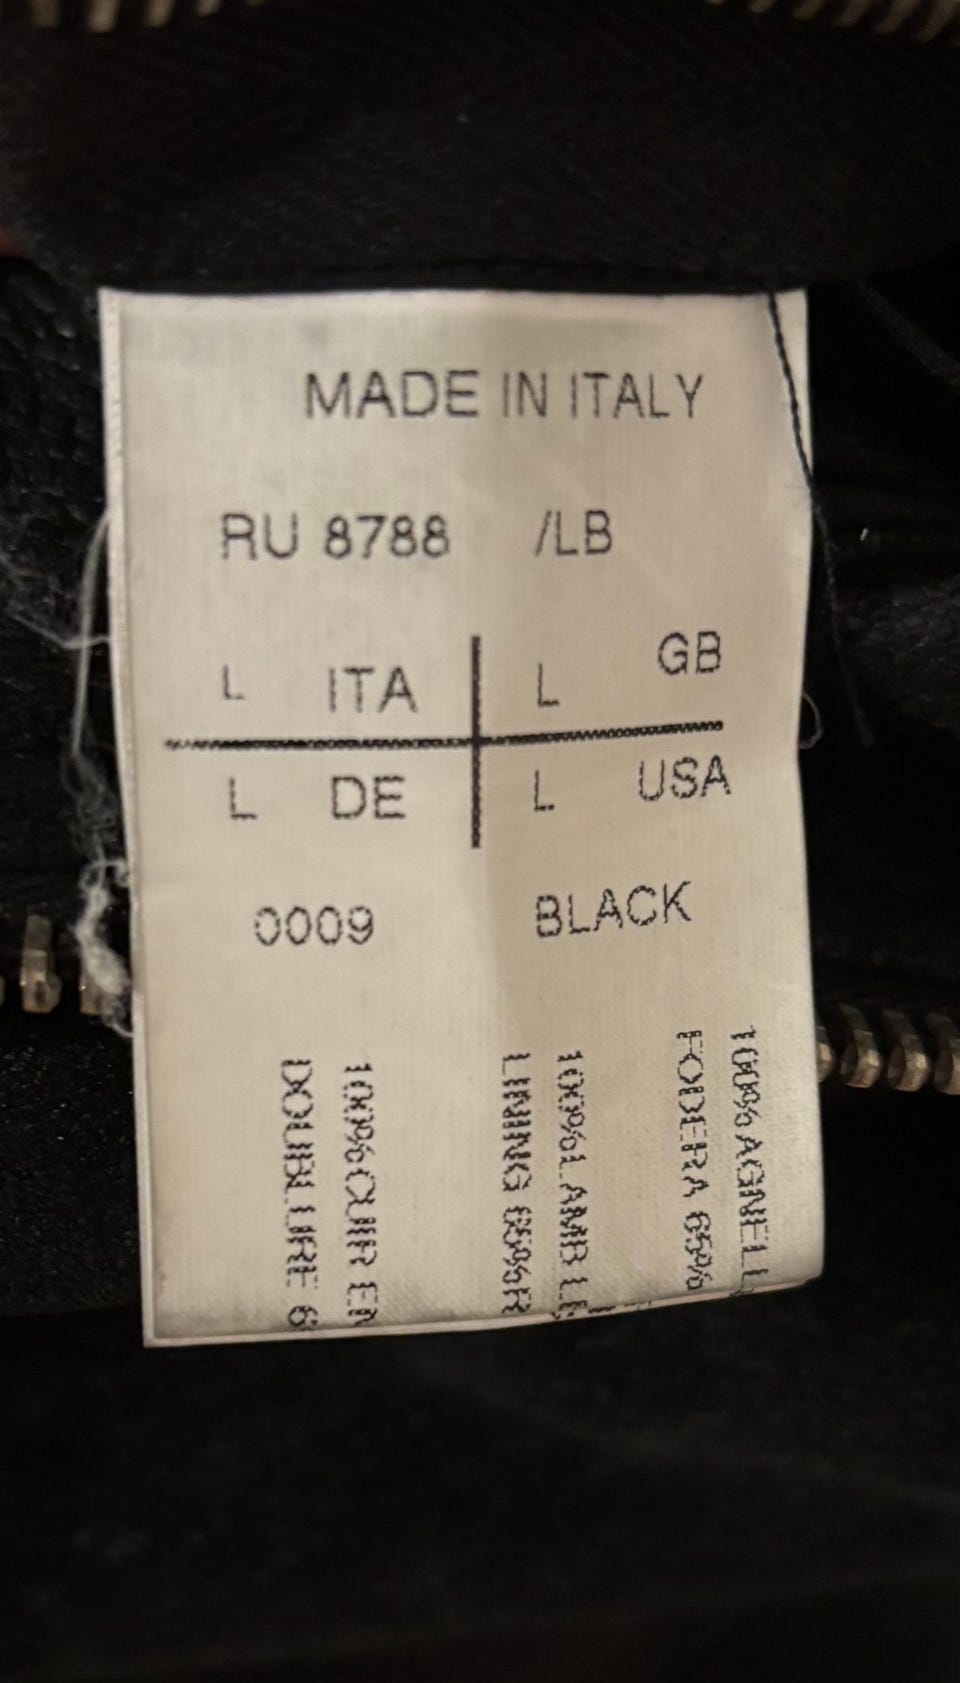 MADE IN ITALY
RU 8788 /LB
L ITA L GB
L DE L USA
0009 BLACK
100%AGNELL
FODERA 65%
100%LAMB LE
LINING 65%R
100%CUIR EN
DOUBLURE 6